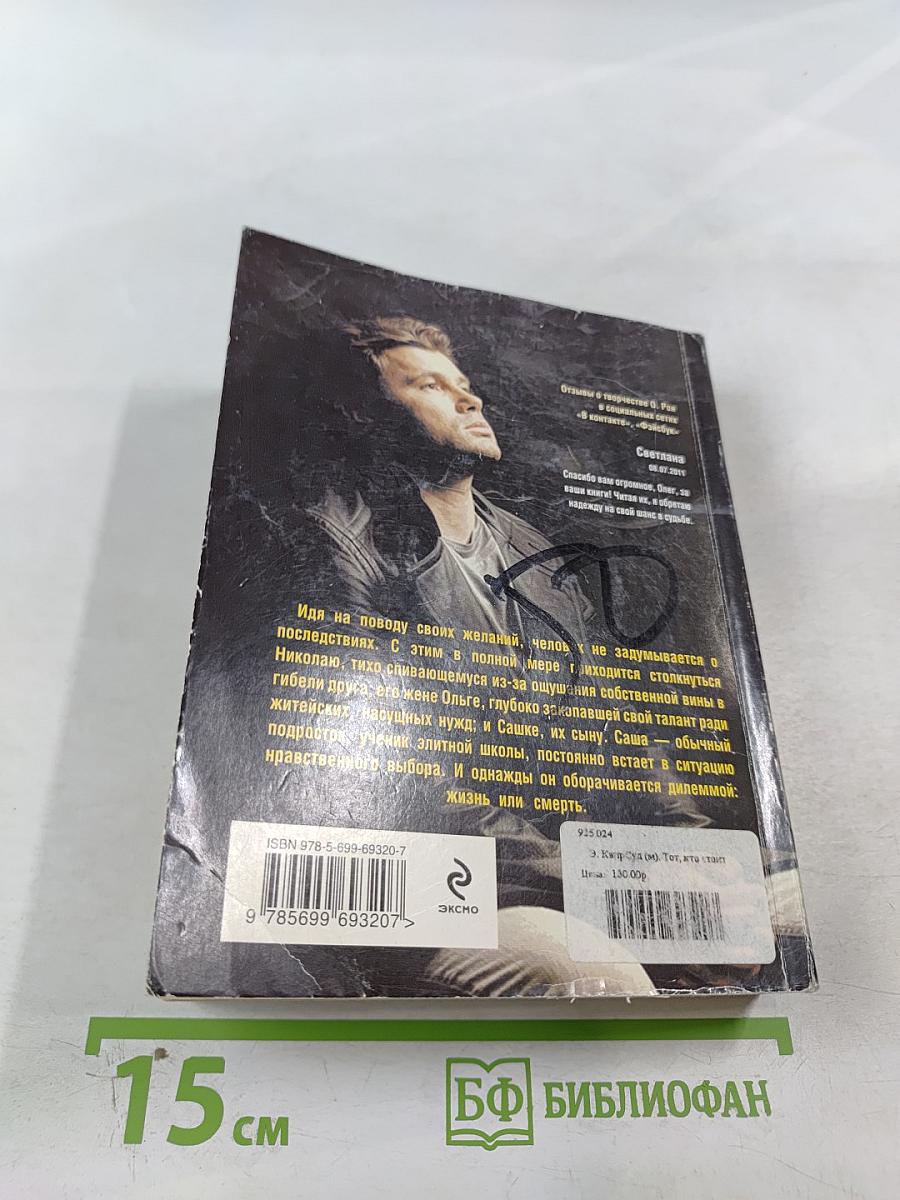 Отзывы о творчестве О. Роя
в социальных сетях
«В контакте», «Фэйсбук»
Светлана
08.07.2011
Спасибо вам огромное, Олег, за
ваши книги! Читая их, я обретаю
надежду на свой шанс в судьбе.
Идя на поводу своих желаний, человек не задумывается о
последствиях. С этим в полной мере приходится столкнуться
Николаю, тихо спивающемуся из-за ощущания собственной вины в
гибели друга; его жене Ольге, глубоко закопавшей свой талант ради
житейских, насущных нужд; и Сашке, их сыну. Саша — обычный
подросток, ученик элитной школы, постоянно встает в ситуацию
нравственного выбора. И однажды он оборачивается дилеммой:
жизнь или смерть.
ISBN 978-5-699-69320-7
9 785699 693207 >
ЭКСМО
925 024
Э. КапрСуд (м). Тот, кто стоит
Цена: 130.00р
15 см
БФ БИБЛИОФАН